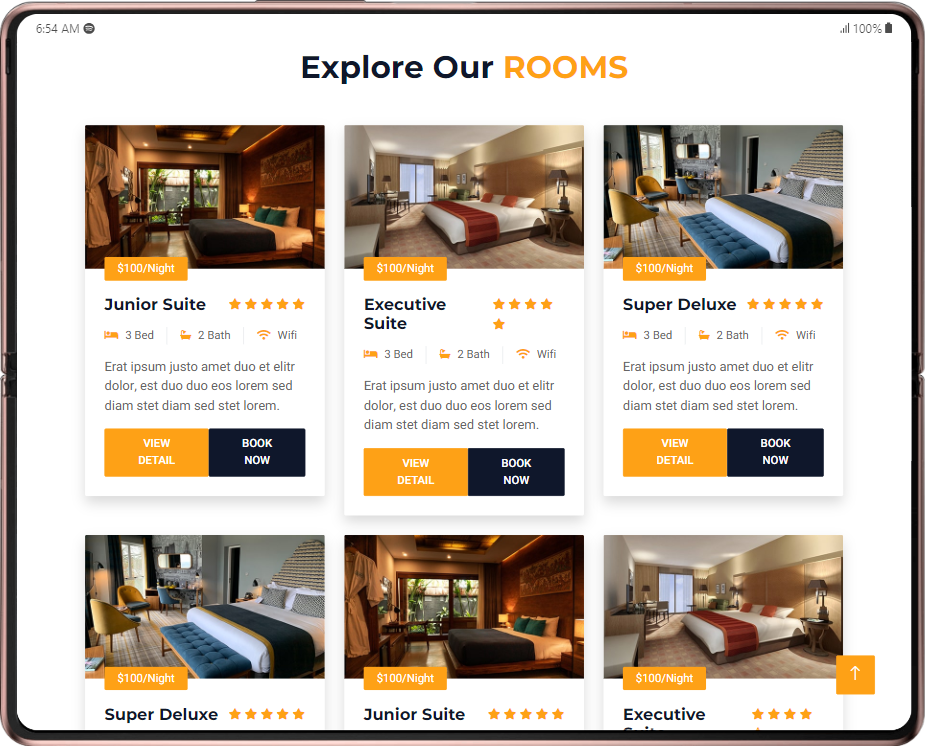 6:54 AM
100%
Explore Our ROOMS
$100/Night
$100/Night
$100/Night
Junior Suite
3 Bed
2 Bath
Wifi
Erat ipsum justo amet duo et elitr
dolor, est duo duo eos lorem sed
diam stet diam sed stet lorem.
VIEW
DETAIL
BOOK
NOW
Executive
Suite
3 Bed
2 Bath
Wifi
Erat ipsum justo amet duo et elitr
dolor, est duo duo eos lorem sed
diam stet diam sed stet lorem.
VIEW
DETAIL
BOOK
NOW
Super Deluxe
3 Bed
2 Bath
Wifi
Erat ipsum justo amet duo et elitr
dolor, est duo duo eos lorem sed
diam stet diam sed stet lorem.
VIEW
DETAIL
BOOK
NOW
$100/Night
$100/Night
$100/Night
Super Deluxe
Junior Suite
Executive